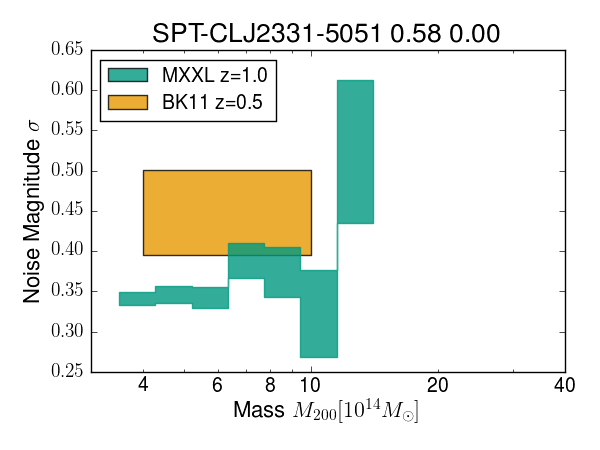 SPT-CLJ2331-5051 0.58 0.00
MXXL z=1.0
BK11 z=0.5
Noise Magnitude σ
0.65
0.60
0.55
0.50
0.45
0.40
0.35
0.30
0.25
4 6 8 10 20 40
Mass M₂₀₀[10¹⁴M☉]